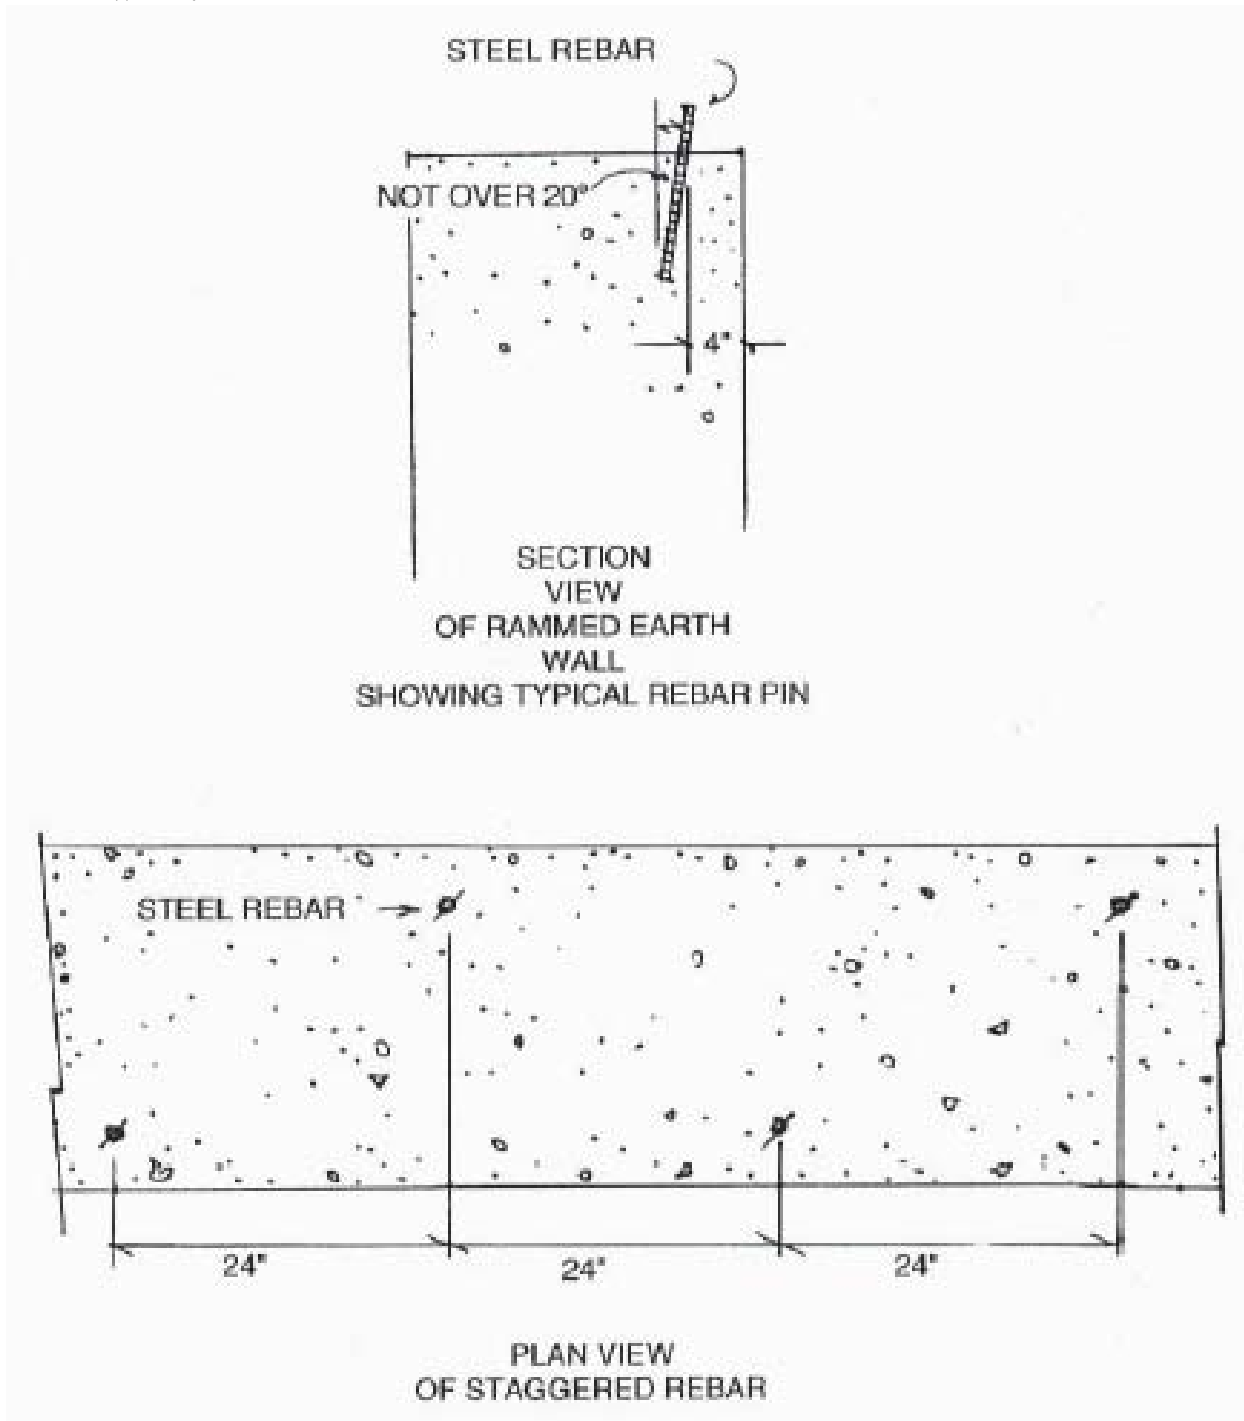 STEEL REBAR
NOT OVER 20°
4"
SECTION
VIEW
OF RAMMED EARTH
WALL
SHOWING TYPICAL REBAR PIN
STEEL REBAR
24" 24" 24"
PLAN VIEW
OF STAGGERED REBAR